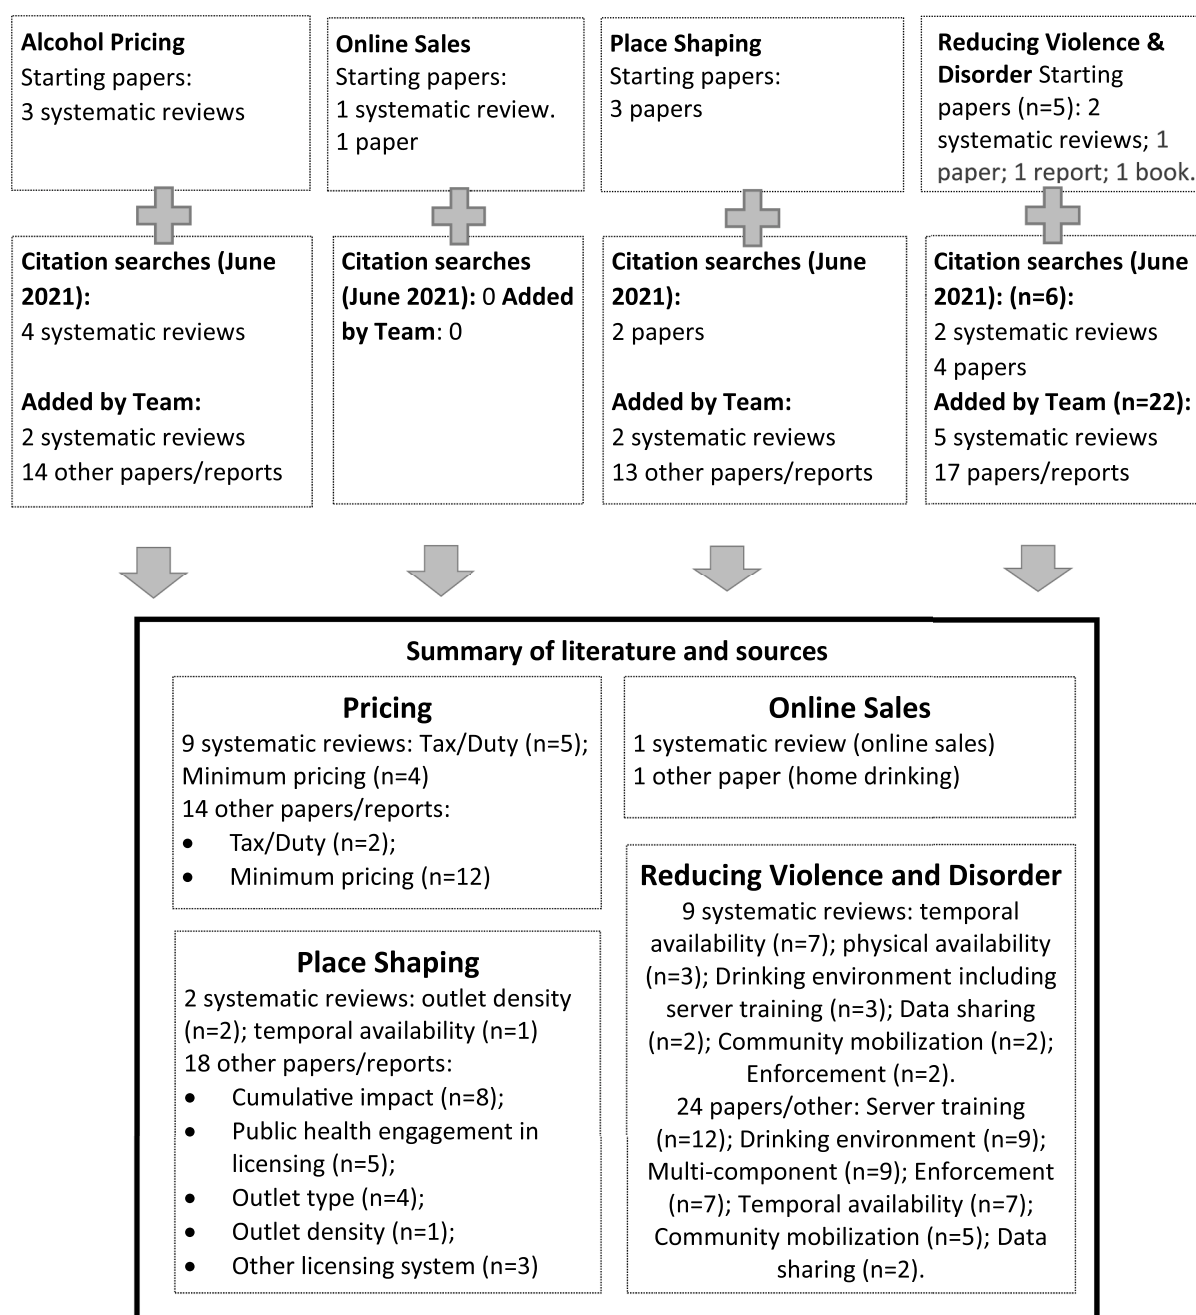 Alcohol Pricing
Starting papers:
3 systematic reviews
Online Sales
Starting papers:
1 systematic review.
1 paper
Place Shaping
Starting papers:
3 papers
Reducing Violence &
Disorder Starting
papers (n=5): 2
systematic reviews; 1
paper; 1 report; 1 book.
Citation searches (June
2021):
4 systematic reviews
Added by Team:
2 systematic reviews
14 other papers/reports
Citation searches
(June 2021): 0 Added
by Team: 0
Citation searches (June
2021):
2 papers
Added by Team:
2 systematic reviews
13 other papers/reports
Citation searches (June
2021): (n=6):
2 systematic reviews
4 papers
Added by Team (n=22):
5 systematic reviews
17 papers/reports
Summary of literature and sources
Pricing
9 systematic reviews: Tax/Duty (n=5);
Minimum pricing (n=4)
14 other papers/reports:
• Tax/Duty (n=2);
• Minimum pricing (n=12)
Online Sales
1 systematic review (online sales)
1 other paper (home drinking)
Place Shaping
2 systematic reviews: outlet density
(n=2); temporal availability (n=1)
18 other papers/reports:
• Cumulative impact (n=8);
• Public health engagement in
licensing (n=5);
• Outlet type (n=4);
• Outlet density (n=1);
• Other licensing system (n=3)
Reducing Violence and Disorder
9 systematic reviews: temporal
availability (n=7); physical availability
(n=3); Drinking environment including
server training (n=3); Data sharing
(n=2); Community mobilization (n=2);
Enforcement (n=2).
24 papers/other: Server training
(n=12); Drinking environment (n=9);
Multi-component (n=9); Enforcement
(n=7); Temporal availability (n=7);
Community mobilization (n=5); Data
sharing (n=2).